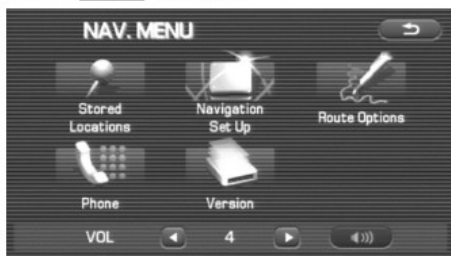 NAV. MENU
Stored
Locations
Navigation
Set Up
Route Options
Phone
Version
VOL 4